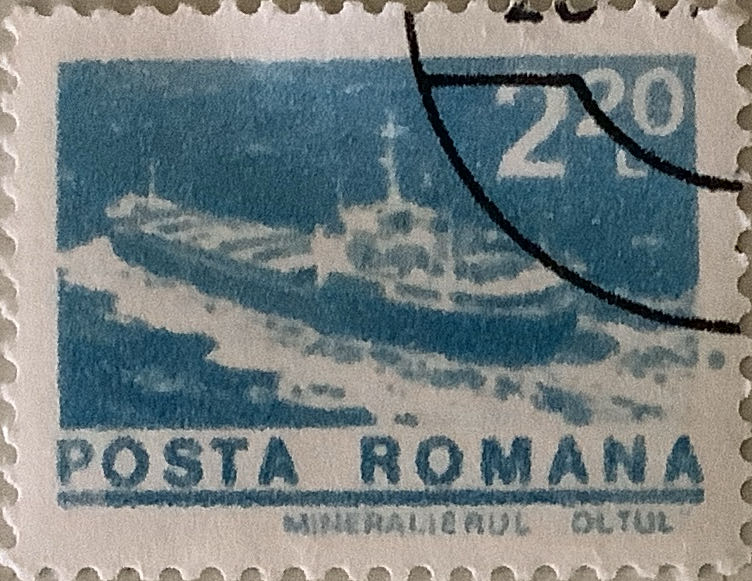 2 20 L
POSTA ROMANA
MINERALIERUL OLTUL